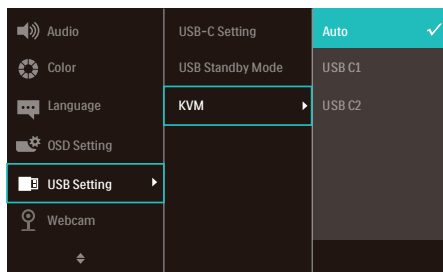 Audio
Color
Language
OSD Setting
USB Setting
Webcam
USB-C Setting
USB Standby Mode
KVM
Auto
USB C1
USB C2